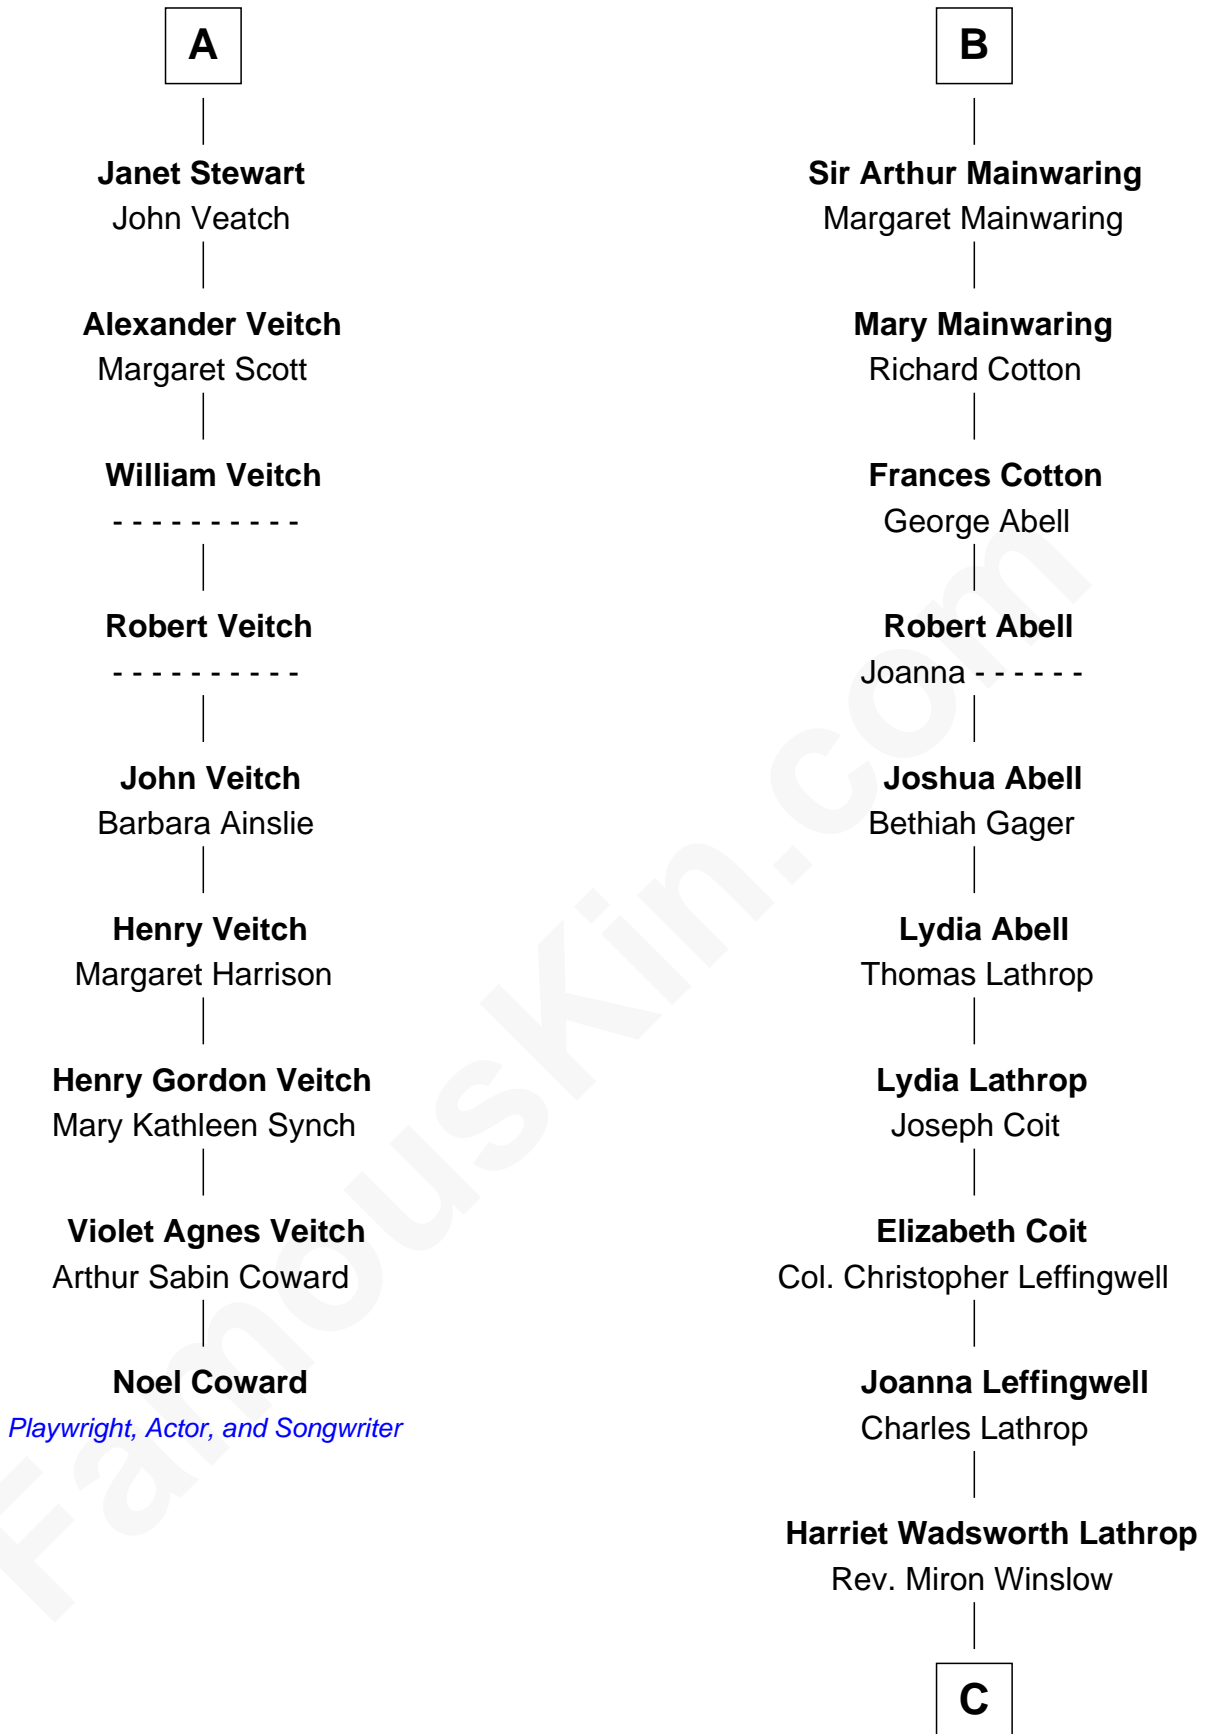 A
Janet Stewart
John Veatch
Alexander Veitch
Margaret Scott
William Veitch
- - - - - - - - - -
Robert Veitch
- - - - - - - - - -
John Veitch
Barbara Ainslie
Henry Veitch
Margaret Harrison
Henry Gordon Veitch
Mary Kathleen Synch
Violet Agnes Veitch
Arthur Sabin Coward
Noel Coward
Playwright, Actor, and Songwriter
B
Sir Arthur Mainwaring
Margaret Mainwaring
Mary Mainwaring
Richard Cotton
Frances Cotton
George Abell
Robert Abell
Joanna - - - - - -
Joshua Abell
Bethiah Gager
Lydia Abell
Thomas Lathrop
Lydia Lathrop
Joseph Coit
Elizabeth Coit
Col. Christopher Leffingwell
Joanna Leffingwell
Charles Lathrop
Harriet Wadsworth Lathrop
Rev. Miron Winslow
C
FamousKin.com